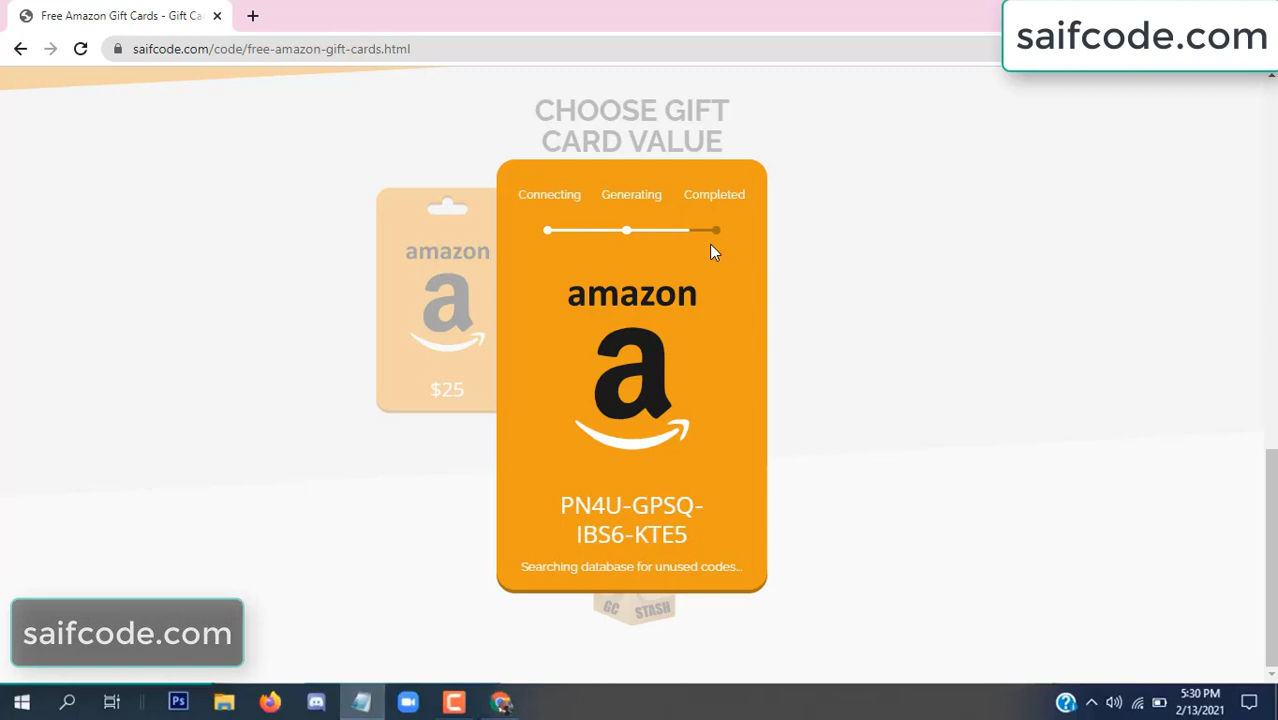 Free Amazon Gift Cards - Gift Ca
saifcode.com/code/free-amazon-gift-cards.html
saifcode.com
CHOOSE GIFT
CARD VALUE
Connecting Generating Completed
amazon
a
$25
amazon
a
PN4U-GPSQ-
IBS6-KTE5
Searching database for unused codes...
GC STASH
saifcode.com
Ps
5:30 PM
2/13/2021